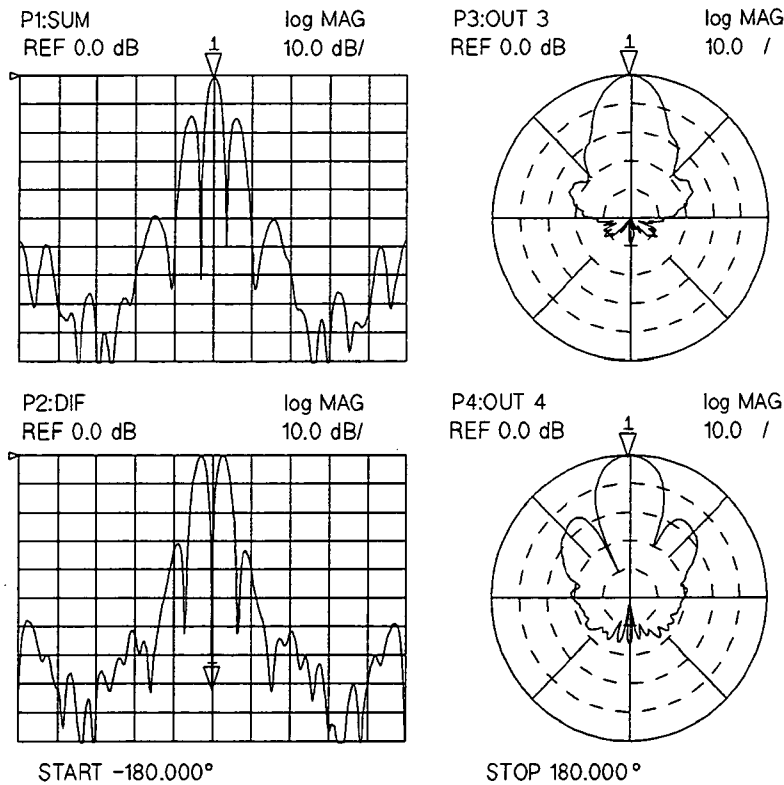 P1:SUM log MAG
REF 0.0 dB 10.0 dB/
1
P3:OUT 3 log MAG
REF 0.0 dB 10.0 /
1
P2:DIF log MAG
REF 0.0 dB 10.0 dB/
P4:OUT 4 log MAG
REF 0.0 dB 10.0 /
1
START -180.000°
STOP 180.000°